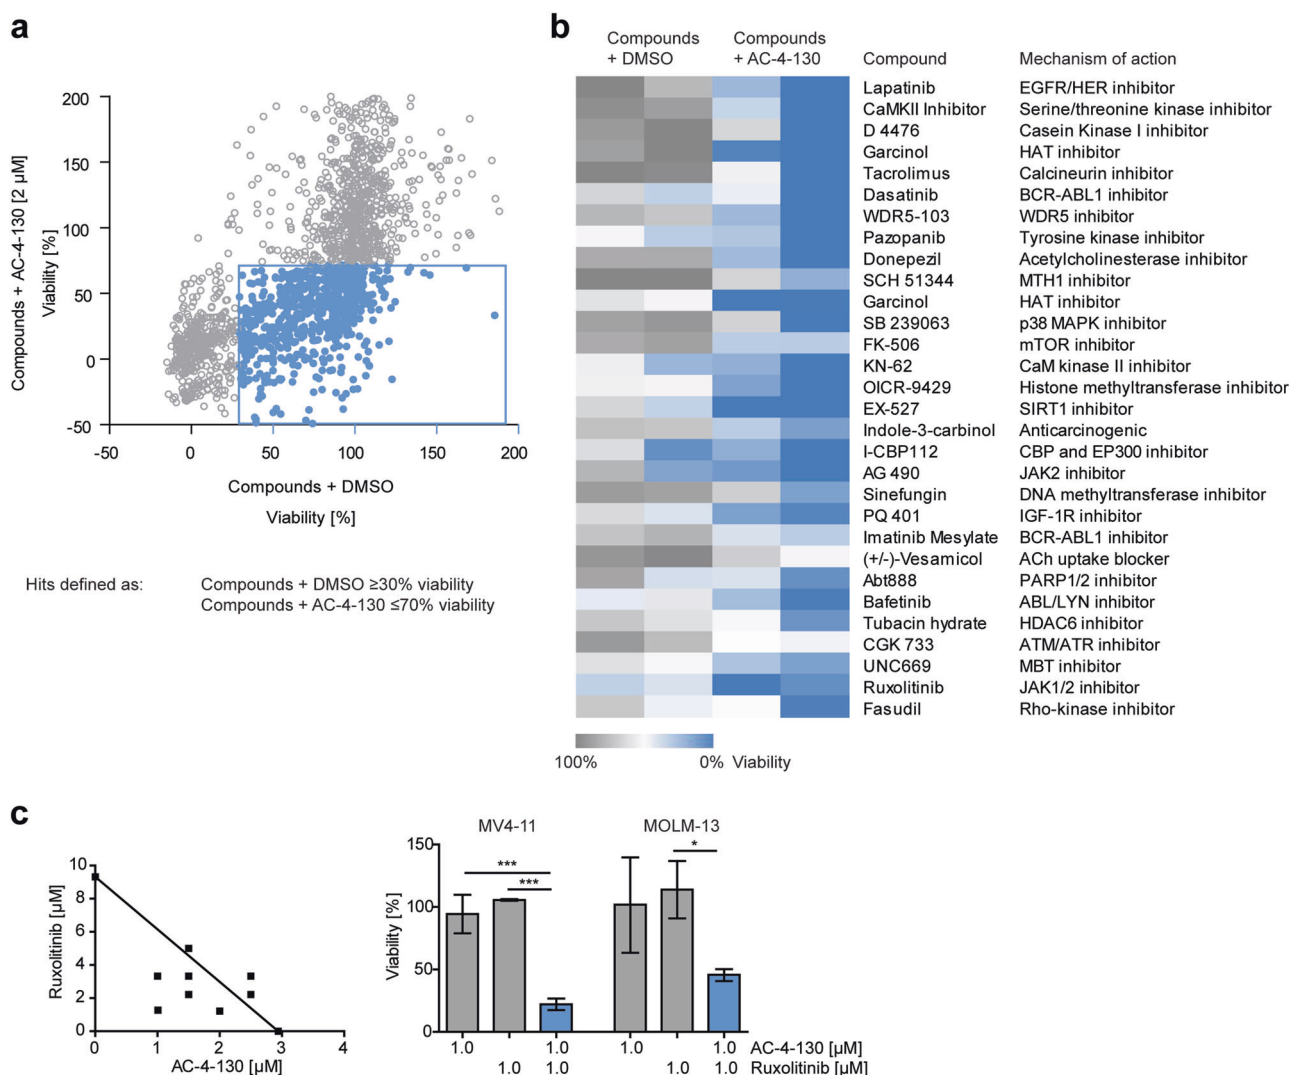 a
Compounds + AC-4-130 [2 µM]
Viability [%]
200
150
100
50
0
-50
-50
0
50
100
150
200
Compounds + DMSO
Viability [%]
Hits defined as:
Compounds + DMSO ≥30% viability
Compounds + AC-4-130 ≤70% viability
b
Compounds + DMSO
Compounds + AC-4-130
Compound Mechanism of action
Lapatinib EGFR/HER inhibitor
CaMKII Inhibitor Serine/threonine kinase inhibitor
D 4476 Casein Kinase I inhibitor
Garcinol HAT inhibitor
Tacrolimus Calcineurin inhibitor
Dasatinib BCR-ABL1 inhibitor
WDR5-103 WDR5 inhibitor
Pazopanib Tyrosine kinase inhibitor
Donepezil Acetylcholinesterase inhibitor
SCH 51344 MTH1 inhibitor
Garcinol HAT inhibitor
SB 239063 p38 MAPK inhibitor
FK-506 mTOR inhibitor
KN-62 CaM kinase II inhibitor
OICR-9429 Histone methyltransferase inhibitor
EX-527 SIRT1 inhibitor
Indole-3-carbinol Anticarcinogenic
I-CBP112 CBP and EP300 inhibitor
AG 490 JAK2 inhibitor
Sinefungin DNA methyltransferase inhibitor
PQ 401 IGF-1R inhibitor
Imatinib Mesylate BCR-ABL1 inhibitor
(+/-)-Vesamicol ACh uptake blocker
Abt888 PARP1/2 inhibitor
Bafetinib ABL/LYN inhibitor
Tubacin hydrate HDAC6 inhibitor
CGK 733 ATM/ATR inhibitor
UNC669 MBT inhibitor
Ruxolitinib JAK1/2 inhibitor
Fasudil Rho-kinase inhibitor
100% 0% Viability
c
Ruxolitinib [µM]
10
8
6
4
2
0
0 1 2 3 4
AC-4-130 [µM]
MV4-11 MOLM-13
Viability [%]
150
100
50
0
***
***
*
1.0 1.0 1.0 1.0 AC-4-130 [µM]
1.0 1.0 1.0 1.0 Ruxolitinib [µM]